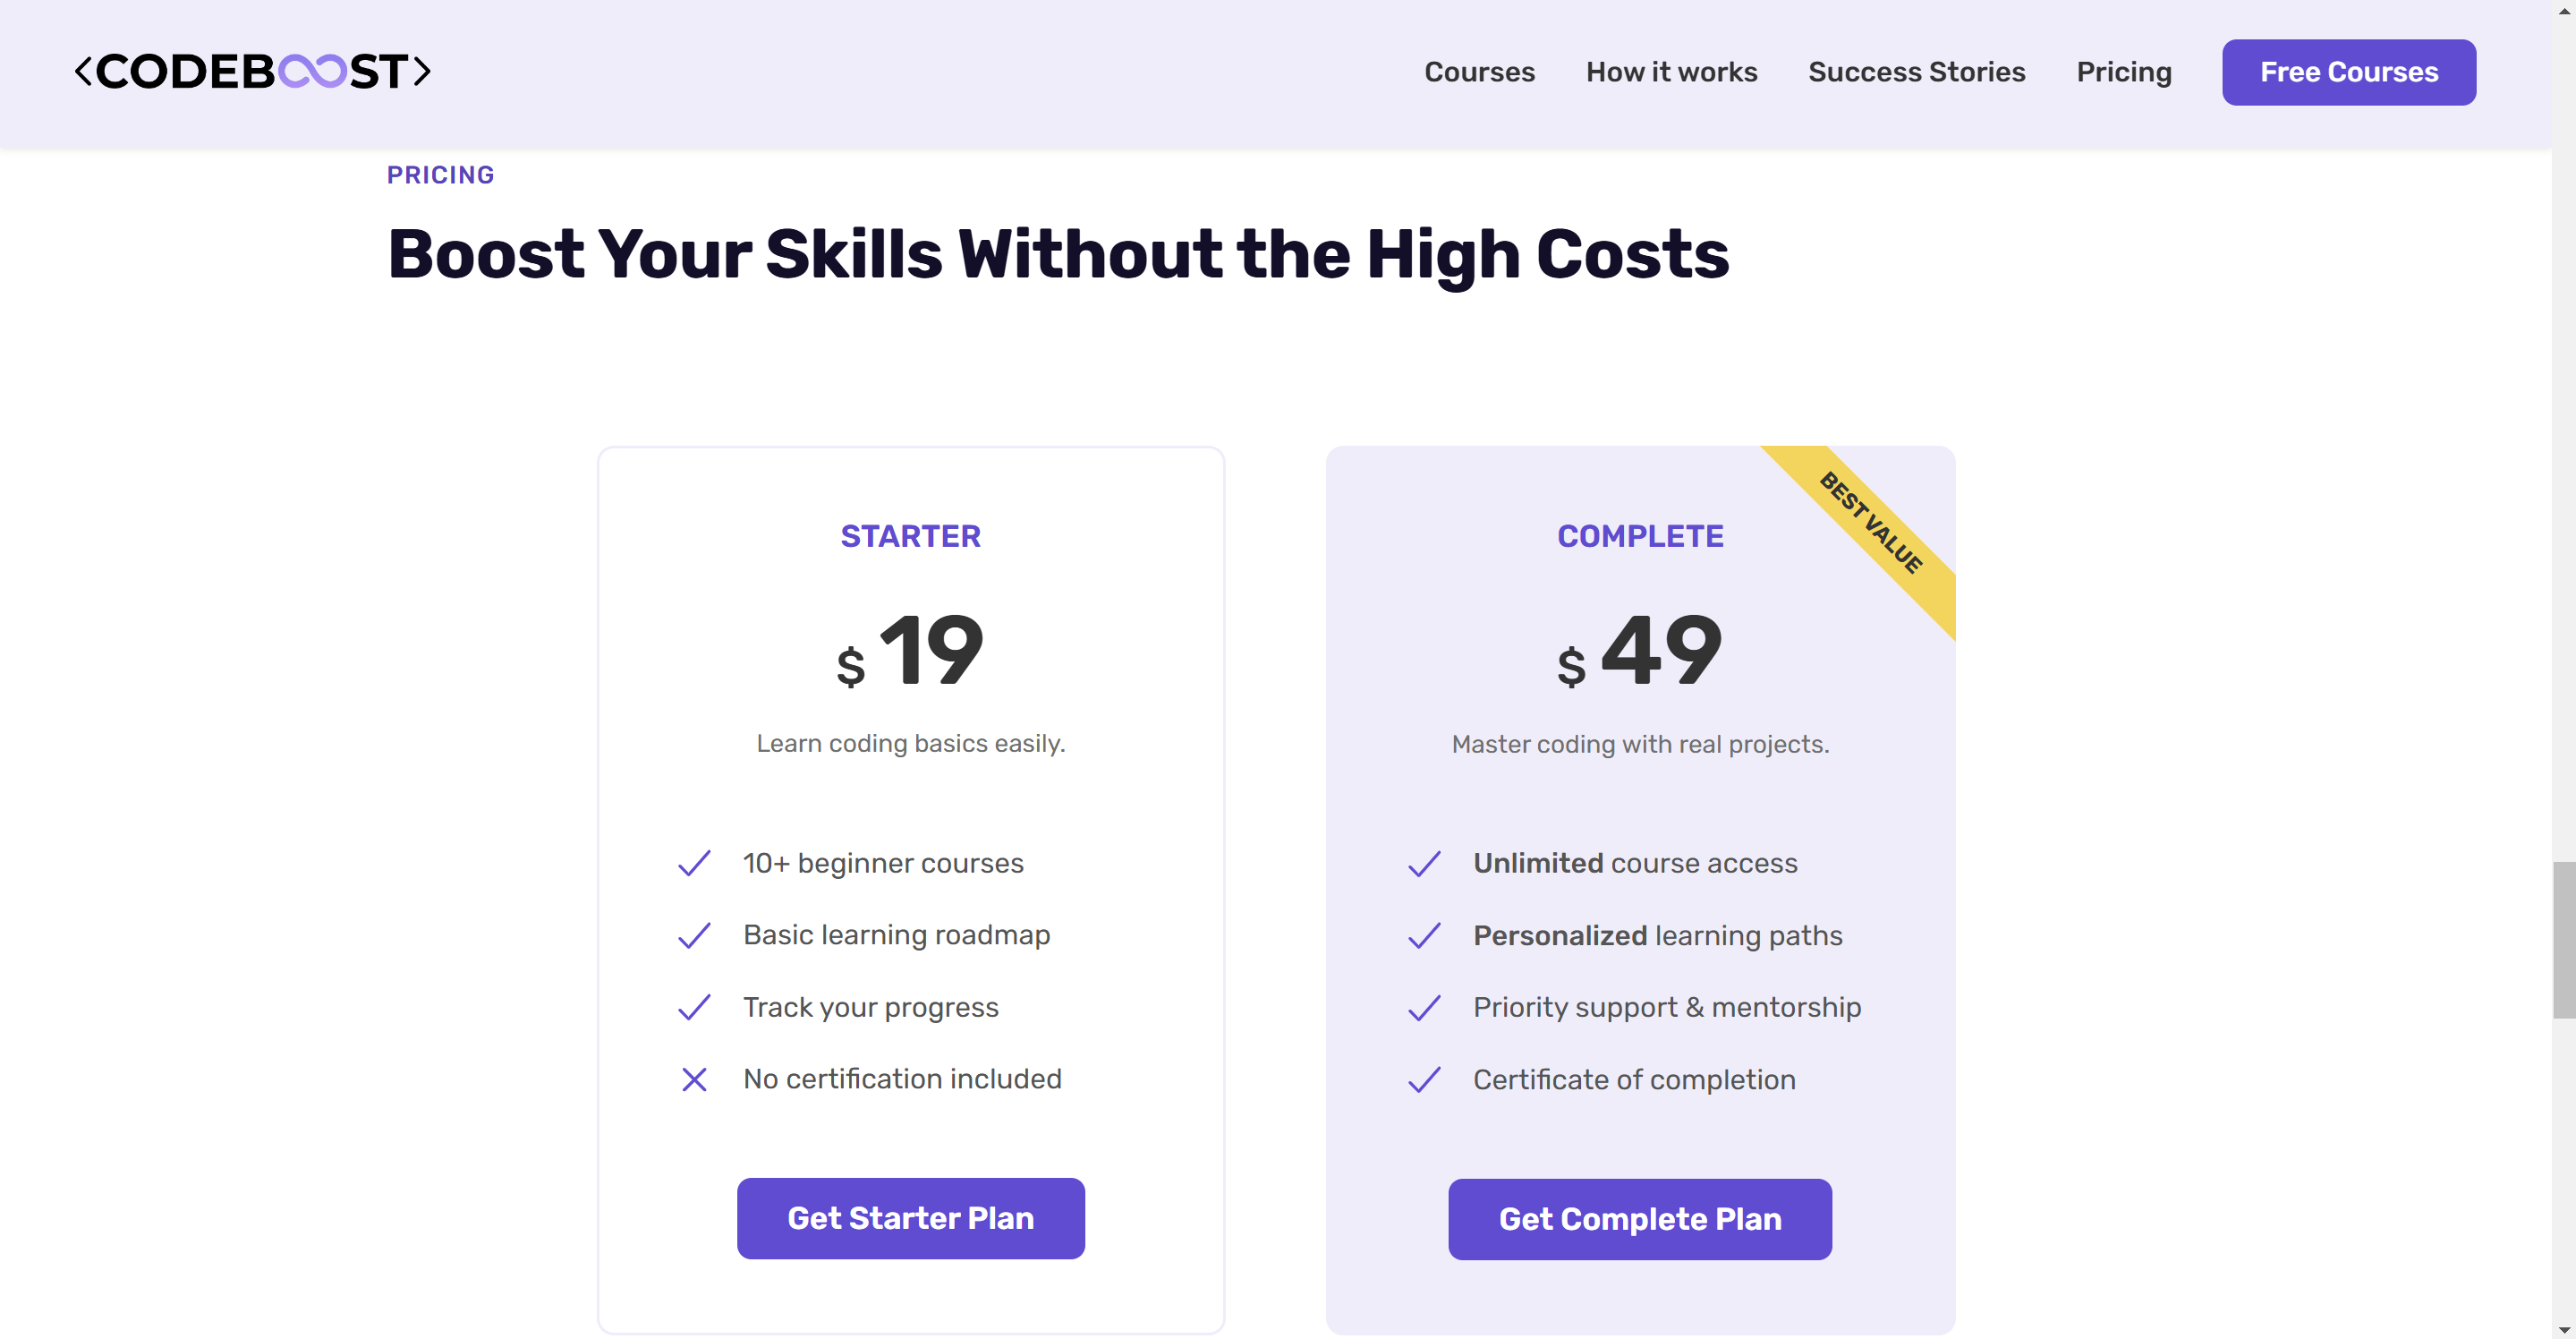 <CODEBOOST>
Courses How it works Success Stories Pricing Free Courses
PRICING
Boost Your Skills Without the High Costs
STARTER
$ 19
Learn coding basics easily.
10+ beginner courses
Basic learning roadmap
Track your progress
No certification included
Get Starter Plan
BEST VALUE
COMPLETE
$ 49
Master coding with real projects.
Unlimited course access
Personalized learning paths
Priority support & mentorship
Certificate of completion
Get Complete Plan